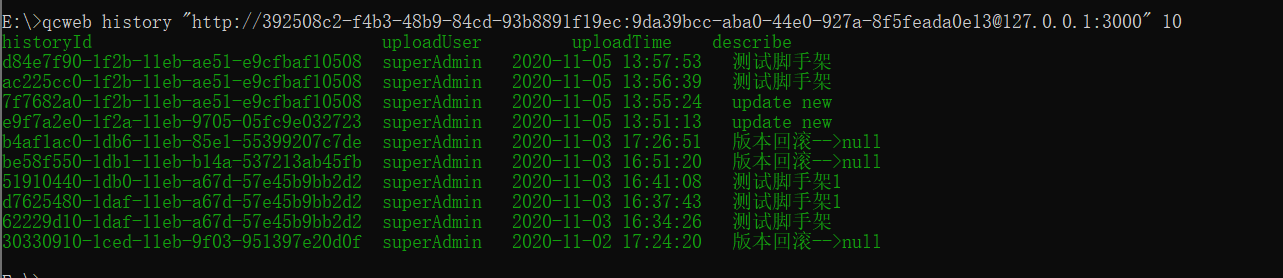 E:\>qcweb history "http://392508c2-f4b3-48b9-84cd-93b8891f19ec:9da39bcc-aba0-44e0-927a-8f5feada0e13@127.0.0.1:3000" 10
historyId uploadUser uploadTime describe
d84e7f90-1f2b-11eb-ae51-e9cfbaf10508 superAdmin 2020-11-05 13:57:53 测试脚手架
ac225cc0-1f2b-11eb-ae51-e9cfbaf10508 superAdmin 2020-11-05 13:56:39 测试脚手架
7f7682a0-1f2b-11eb-ae51-e9cfbaf10508 superAdmin 2020-11-05 13:55:24 update new
e9f7a2e0-1f2a-11eb-9705-05fc9e032723 superAdmin 2020-11-05 13:51:13 update new
b4af1ac0-1db6-11eb-85e1-55399207c7de superAdmin 2020-11-03 17:26:51 版本回滚-->null
be58f550-1db1-11eb-b14a-537213ab45fb superAdmin 2020-11-03 16:51:20 版本回滚-->null
51910440-1db0-11eb-a67d-57e45b9bb2d2 superAdmin 2020-11-03 16:41:08 测试脚手架1
d7625480-1daf-11eb-a67d-57e45b9bb2d2 superAdmin 2020-11-03 16:37:43 测试脚手架1
62229d10-1daf-11eb-a67d-57e45b9bb2d2 superAdmin 2020-11-03 16:34:26 测试脚手架
30330910-1ced-11eb-9f03-951397e20d0f superAdmin 2020-11-02 17:24:20 版本回滚-->null
E:\>